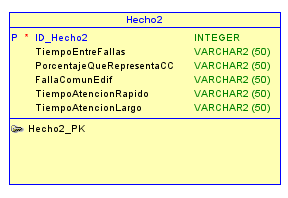 Hecho2
P * ID_Hecho2 INTEGER
TiempoEntreFallas VARCHAR2 (50)
PorcentajeQueRepresentaCC VARCHAR2 (50)
FallaComunEdif VARCHAR2 (50)
TiempoAtencionRapido VARCHAR2 (50)
TiempoAtencionLargo VARCHAR2 (50)
Hecho2_PK